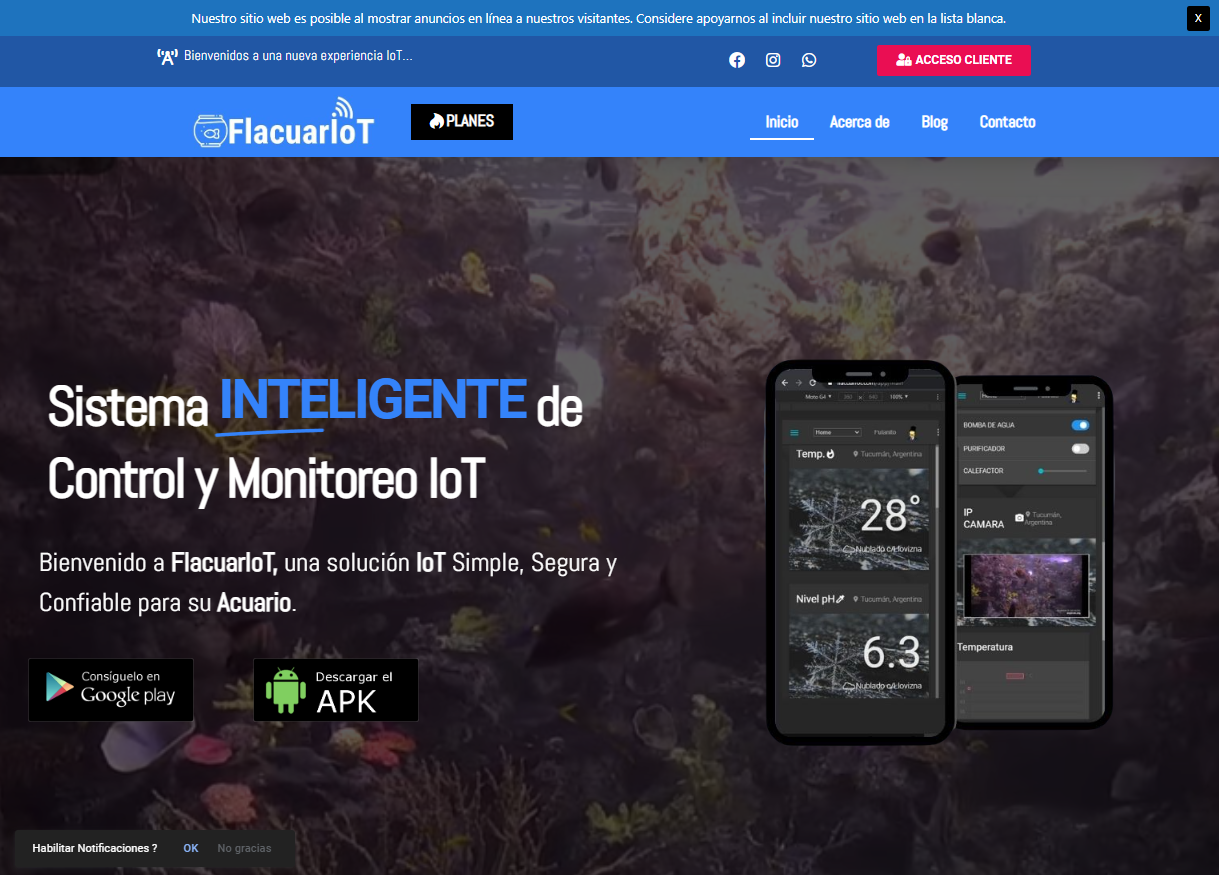 Nuestro sitio web es posible al mostrar anuncios en línea a nuestros visitantes. Considere apoyarnos al incluir nuestro sitio web en la lista blanca.
X
Bienvenidos a una nueva experiencia IoT...
ACCESO CLIENTE
FlacuarIoT
PLANES
Inicio
Acerca de
Blog
Contacto
Sistema INTELIGENTE de
Control y Monitoreo IoT
Bienvenido a FlacuarIoT, una solución IoT Simple, Segura y
Confiable para su Acuario.
Consíguelo en
Google play
Descargar el
APK
Moto G4
100%
Home
Temp.
Tucumán, Argentina
28°
Nublado c/Llovizna
Nivel pH
Tucumán, Argentina
6.3
Nublado c/Llovizna
BOMBA DE AGUA
PURIFICADOR
CALEFACTOR
IP
CAMARA
Tucumán,
Argentina
Temperatura
Habilitar Notificaciones ?
OK
No gracias